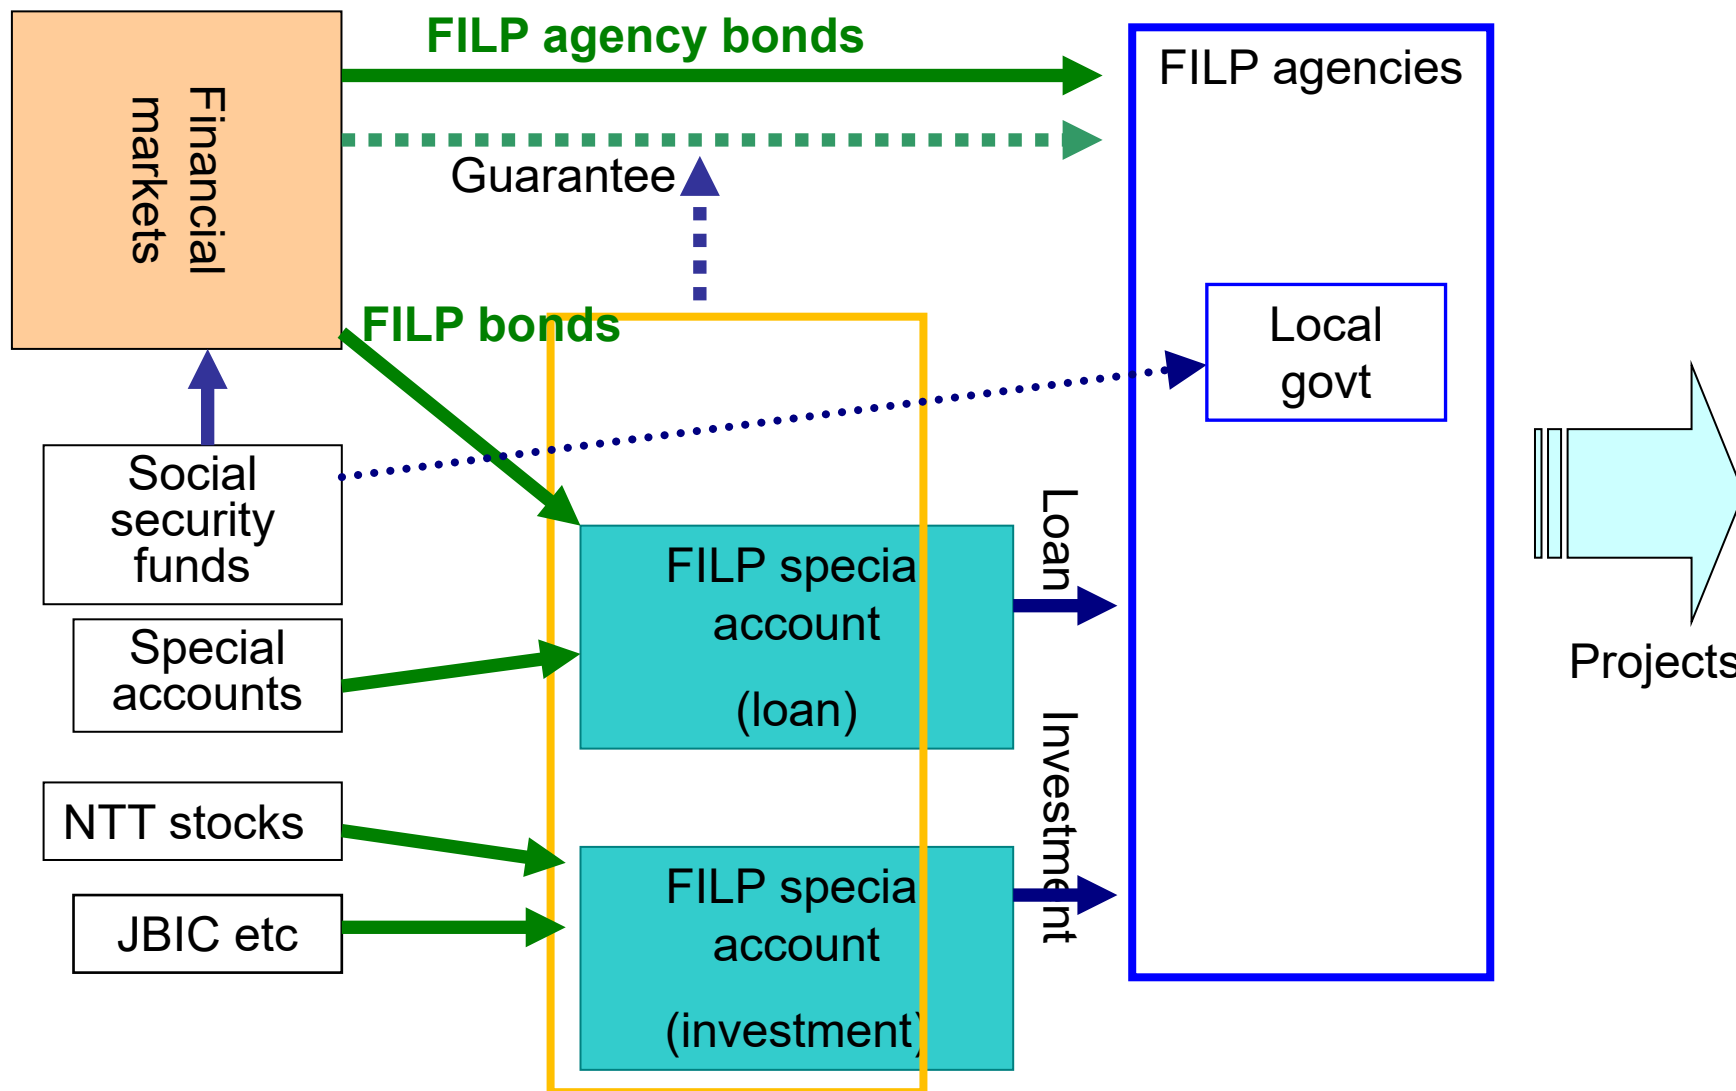 FILP agency bonds
FILP agencies
Financial
markets
Guarantee
FILP bonds
Local
govt
Social
security
funds
Loan
FILP specia
account
(loan)
Special
accounts
Projects
Investment
NTT stocks
FILP specia
account
(investment)
JBIC etc